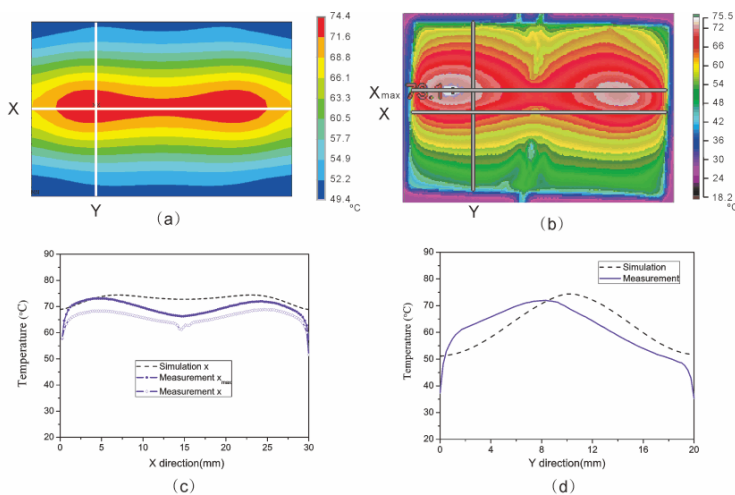 74.4
71.6
68.8
66.1
63.3
60.5
57.7
54.9
52.2
49.4
°C
X
Y
(a)
75.5
72
66
60
54
48
42
36
30
24
18.2
°C
Xmax
X
Y
(b)
90
80
70
60
50
40
30
20
Temperature (°C)
Simulation x
Measurement xmax
Measurement x
0
5
10
15
20
25
30
X direction(mm)
(c)
90
80
70
60
50
40
30
20
Temperature (°C)
Simulation
Measurement
0
4
8
12
16
20
Y direction(mm)
(d)